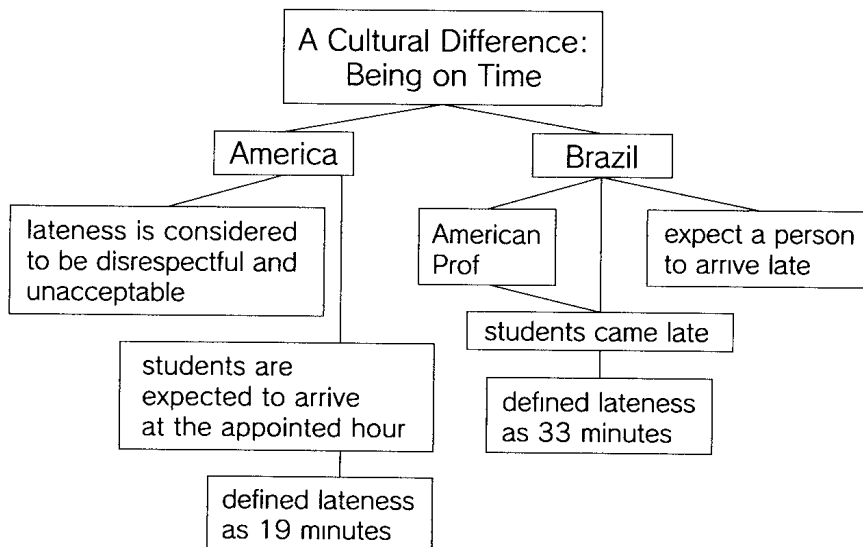 A Cultural Difference:
Being on Time
America
Brazil
lateness is considered
to be disrespectful and
unacceptable
American
Prof
expect a person
to arrive late
students came late
students are
expected to arrive
at the appointed hour
defined lateness
as 33 minutes
defined lateness
as 19 minutes